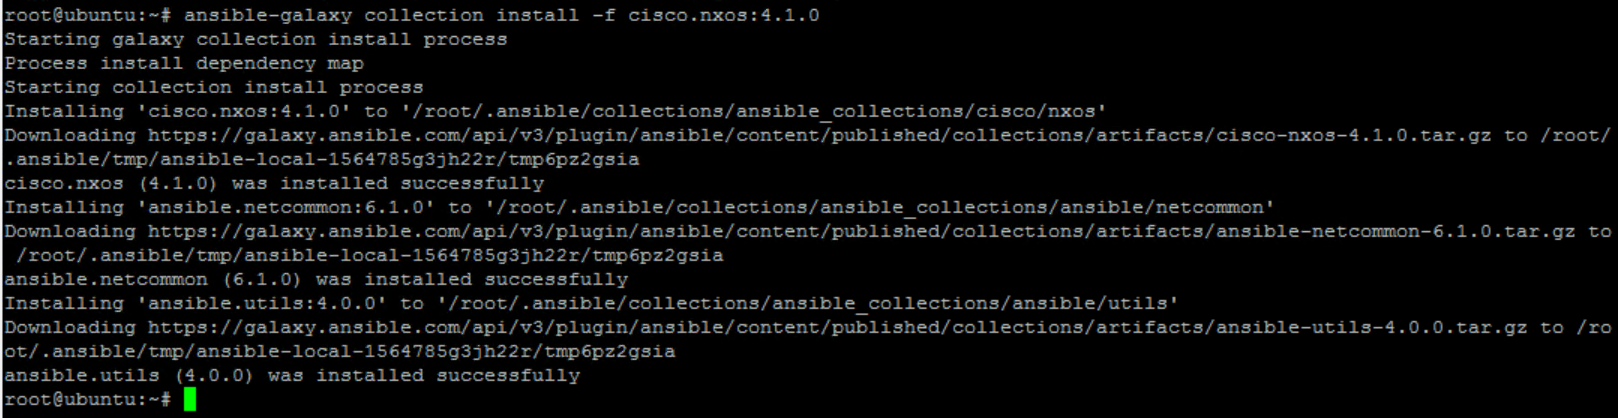 root@ubuntu:~# ansible-galaxy collection install -f cisco.nxos:4.1.0
Starting galaxy collection install process
Process install dependency map
Starting collection install process
Installing 'cisco.nxos:4.1.0' to '/root/.ansible/collections/ansible_collections/cisco/nxos'
Downloading https://galaxy.ansible.com/api/v3/plugin/ansible/content/published/collections/artifacts/cisco-nxos-4.1.0.tar.gz to /root/
.ansible/tmp/ansible-local-1564785g3jh22r/tmp6pz2gsia
cisco.nxos (4.1.0) was installed successfully
Installing 'ansible.netcommon:6.1.0' to '/root/.ansible/collections/ansible_collections/ansible/netcommon'
Downloading https://galaxy.ansible.com/api/v3/plugin/ansible/content/published/collections/artifacts/ansible-netcommon-6.1.0.tar.gz to
 /root/.ansible/tmp/ansible-local-1564785g3jh22r/tmp6pz2gsia
ansible.netcommon (6.1.0) was installed successfully
Installing 'ansible.utils:4.0.0' to '/root/.ansible/collections/ansible_collections/ansible/utils'
Downloading https://galaxy.ansible.com/api/v3/plugin/ansible/content/published/collections/artifacts/ansible-utils-4.0.0.tar.gz to /ro
ot/.ansible/tmp/ansible-local-1564785g3jh22r/tmp6pz2gsia
ansible.utils (4.0.0) was installed successfully
root@ubuntu:~#